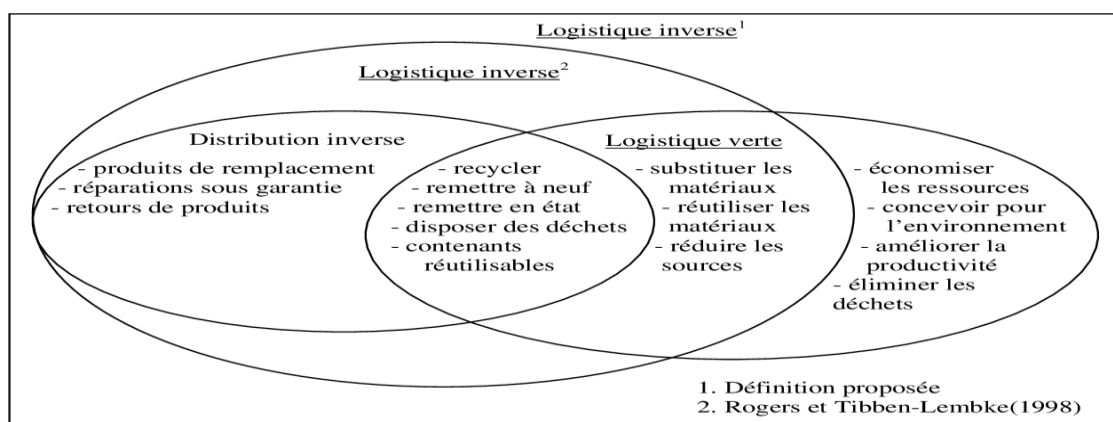 Logistique inverse¹
Logistique inverse²
Distribution inverse
- produits de remplacement
- réparations sous garantie
- retours de produits
- recycler
- remettre à neuf
- remettre en état
- disposer des déchets
- contenants
réutilisables
Logistique verte
- substituer les
matériaux
- réutiliser les
matériaux
- réduire les
sources
- économiser
les ressources
- concevoir pour
l'environnement
- améliorer la
productivité
- éliminer les
déchets
1. Définition proposée
2. Rogers et Tibben-Lembke(1998)